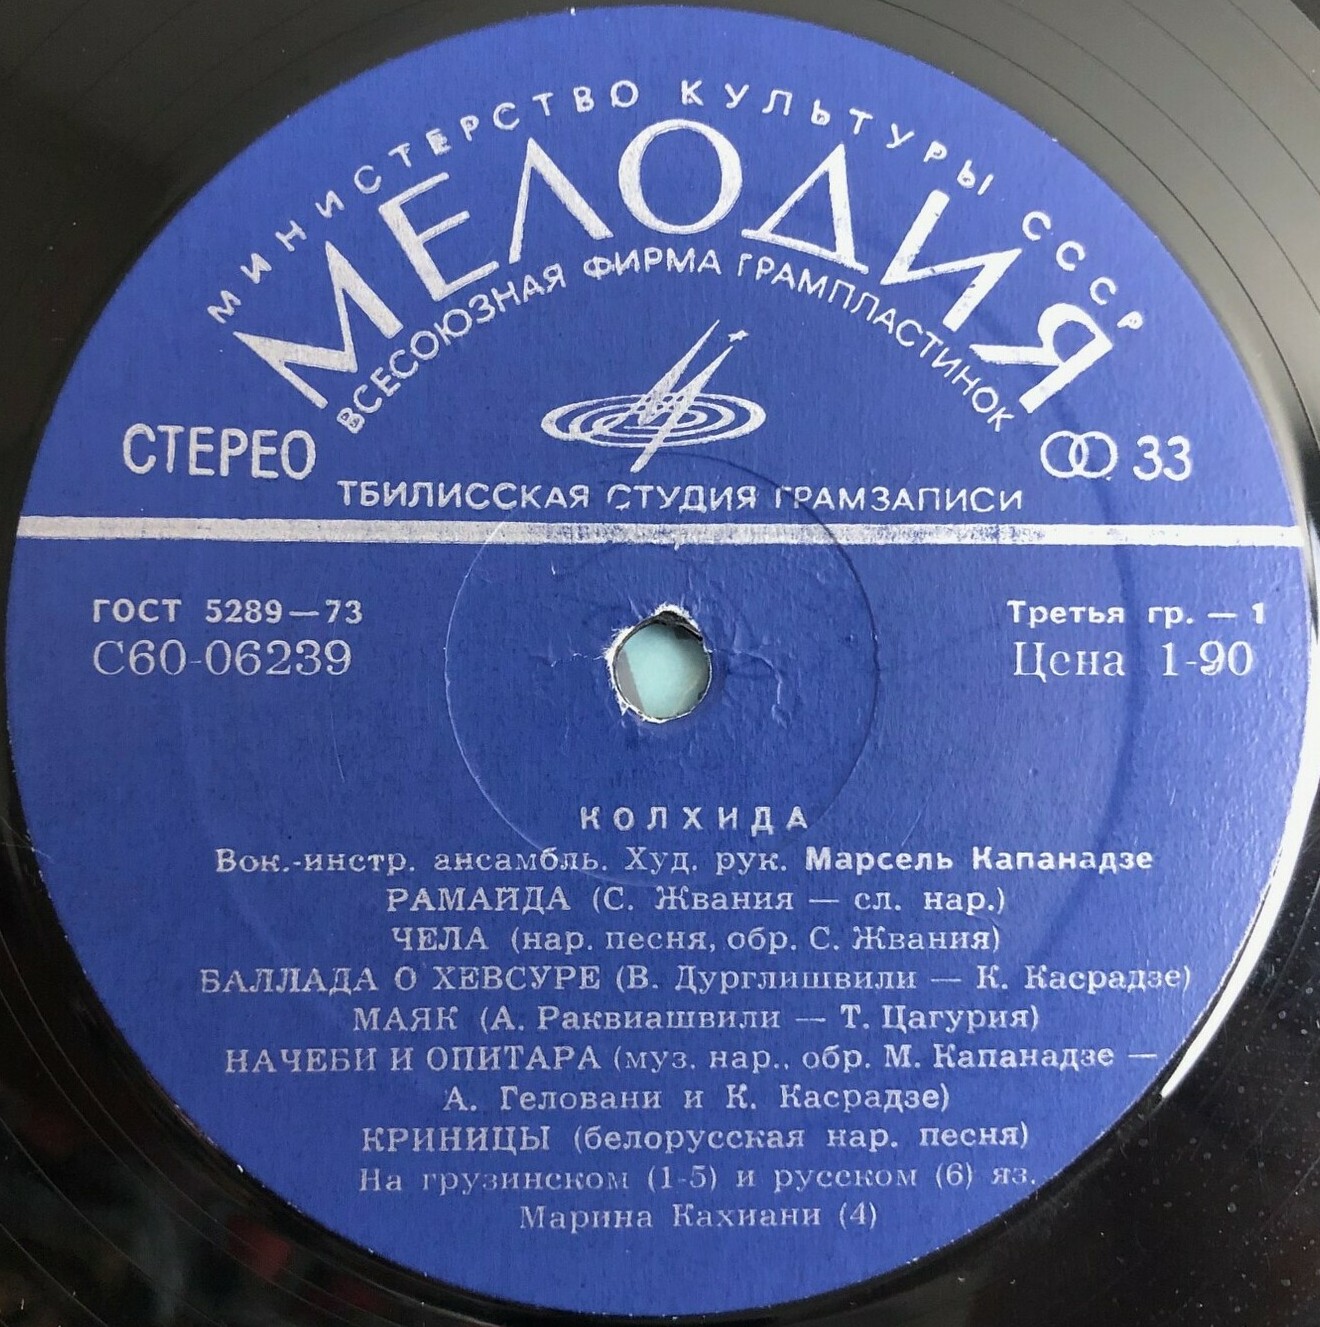 МИНИСТЕРСТВО КУЛЬТУРЫ СССР
МЕЛОДИЯ
ВСЕСОЮЗНАЯ ФИРМА ГРАМПЛАСТИНОК
СТЕРЕО
33
ТБИЛИССКАЯ СТУДИЯ ГРАМЗАПИСИ
ГОСТ 5289—73
С60-06239
Третья гр. — 1
Цена 1-90
КОЛХИДА
Вок.-инстр. ансамбль. Худ. рук. Марсель Капанадзе
РАМАЙДА (С. Жвания — сл. нар.)
ЧЕЛА (нар. песня, обр. С. Жвания)
БАЛЛАДА О ХЕВСУРЕ (В. Дурглишвили — К. Касрадзе)
МАЯК (А. Раквиашвили — Т. Цагурия)
НАЧЕБИ И ОПИТАРА (муз. нар., обр. М. Капанадзе —
А. Геловани и К. Касрадзе)
КРИНИЦЫ (белорусская нар. песня)
На грузинском (1-5) и русском (6) яз.
Марина Кахиани (4)